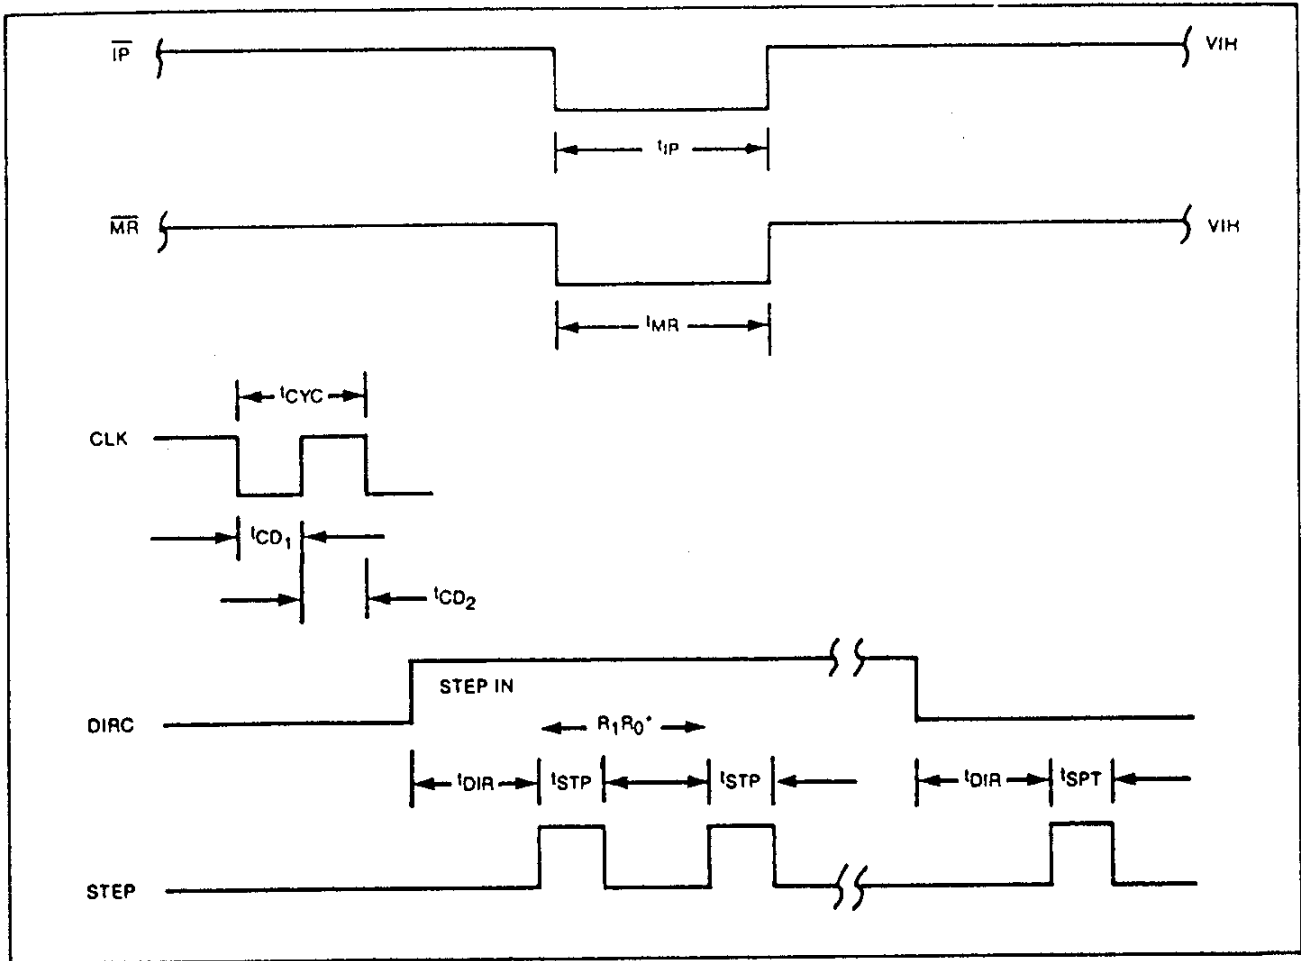 IP VIH
tIP
MR VIH
tMR
tCYC
CLK
tCD1
tCD2
STEP IN
DIRC R1R0*
tDIR tSTP tSTP tDIR tSPT
STEP